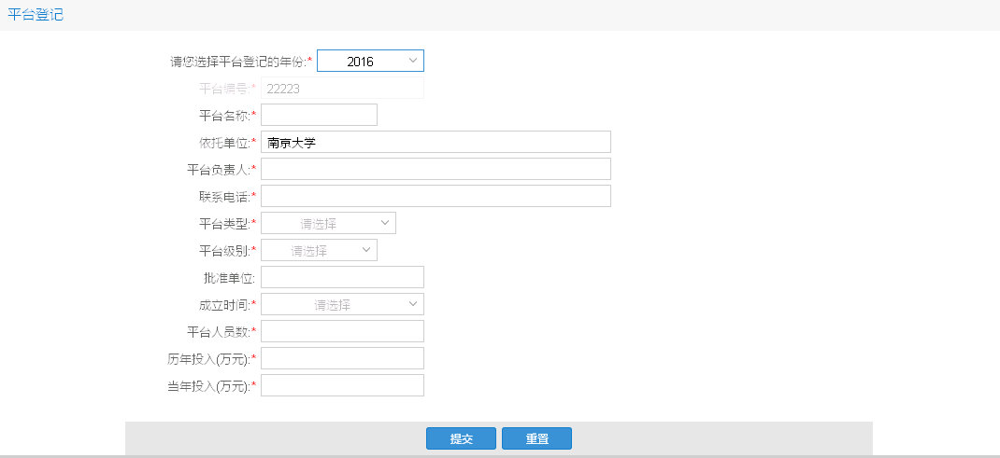 平台登记
请您选择平台登记的年份:* 2016
平台编号:* 22223
平台名称:*
依托单位:* 南京大学
平台负责人:*
联系电话:*
平台类型:* 请选择
平台级别:* 请选择
批准单位:
成立时间:* 请选择
平台人员数:*
历年投入(万元):*
当年投入(万元):*
提交 重置